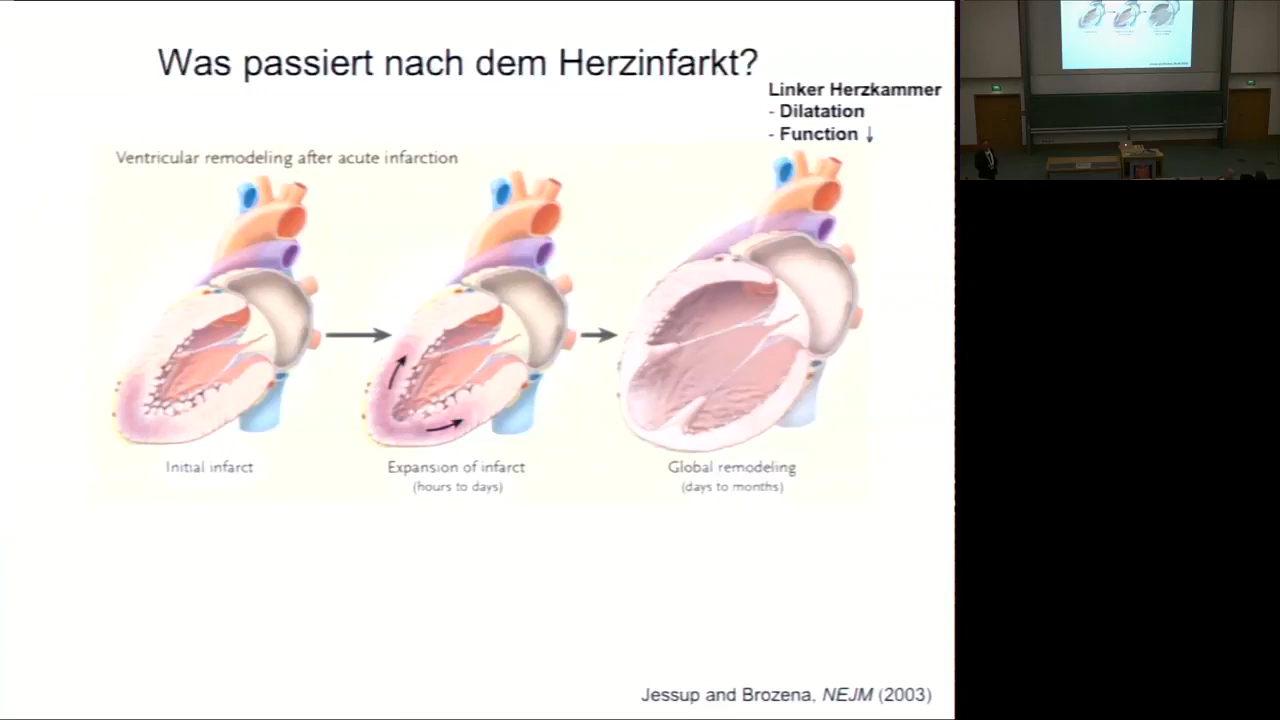 Was passiert nach dem Herzinfarkt?
Linker Herzkammer
- Dilatation
- Function ↓
Ventricular remodeling after acute infarction
Initial infarct
Expansion of infarct
(hours to days)
Global remodeling
(days to months)
Jessup and Brozena, NEJM (2003)